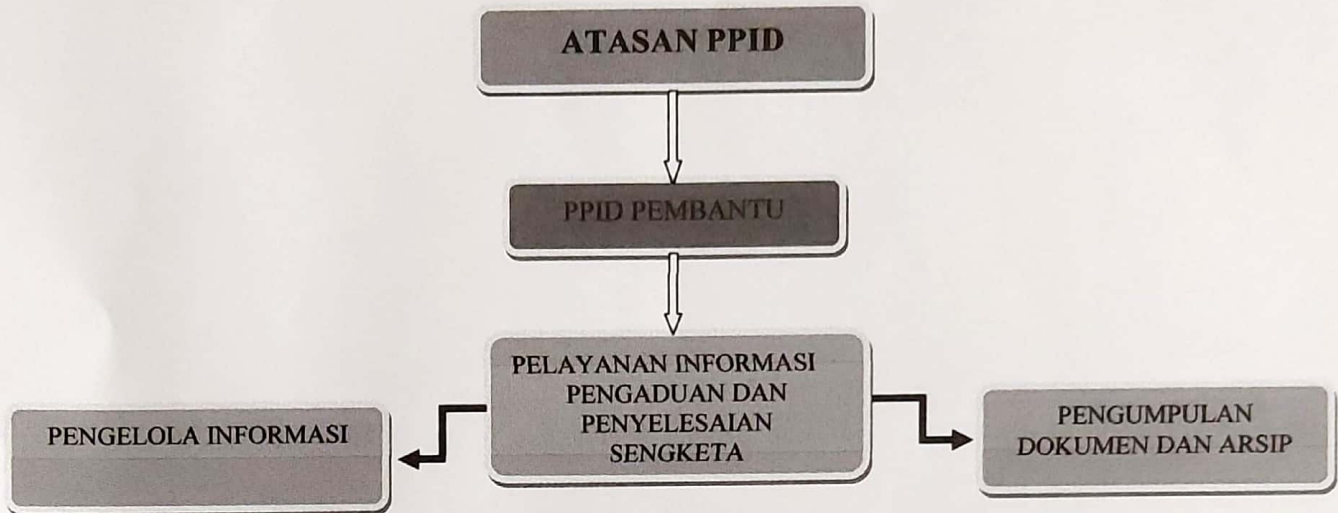 ATASAN PPID
PPID PEMBANTU
PELAYANAN INFORMASI
PENGADUAN DAN
PENYELESAIAN
SENGKETA
PENGELOLA INFORMASI
PENGUMPULAN
DOKUMEN DAN ARSIP